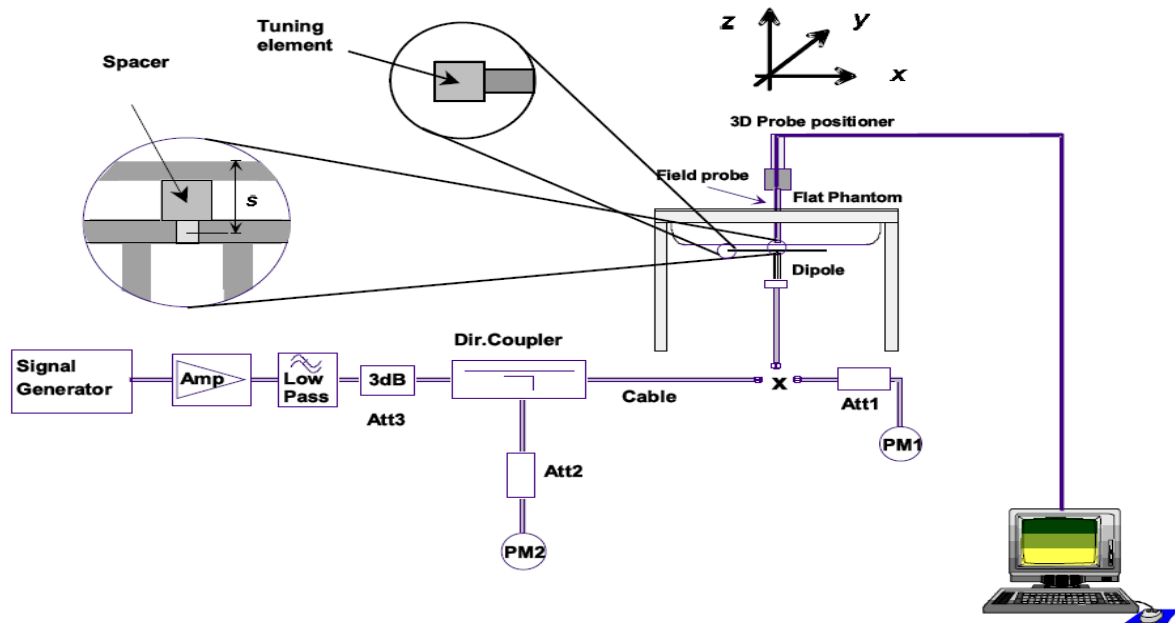 Tuning
element
Spacer
s
z
y
x
3D Probe positioner
Field probe
Flat Phantom
Dipole
Dir.Coupler
Signal
Generator
Amp
Low
Pass
3dB
Att3
Cable
x
Att1
PM1
Att2
PM2